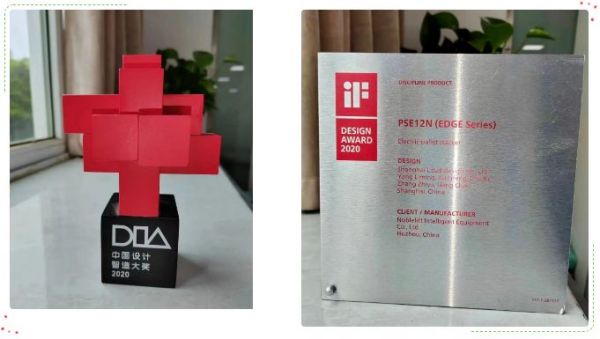 DIA
中国设计
智造大奖
2020
iF
DESIGN
AWARD
2020
DISCIPLINE PRODUCT
PSE12N (EDGE Series)
Electric pallet stacker
DESIGN
Shanghai
Shanghai, China
CLIENT / MANUFACTURER
Noblelift Intelligent Equipment
Co., Ltd.
Huzhou, China